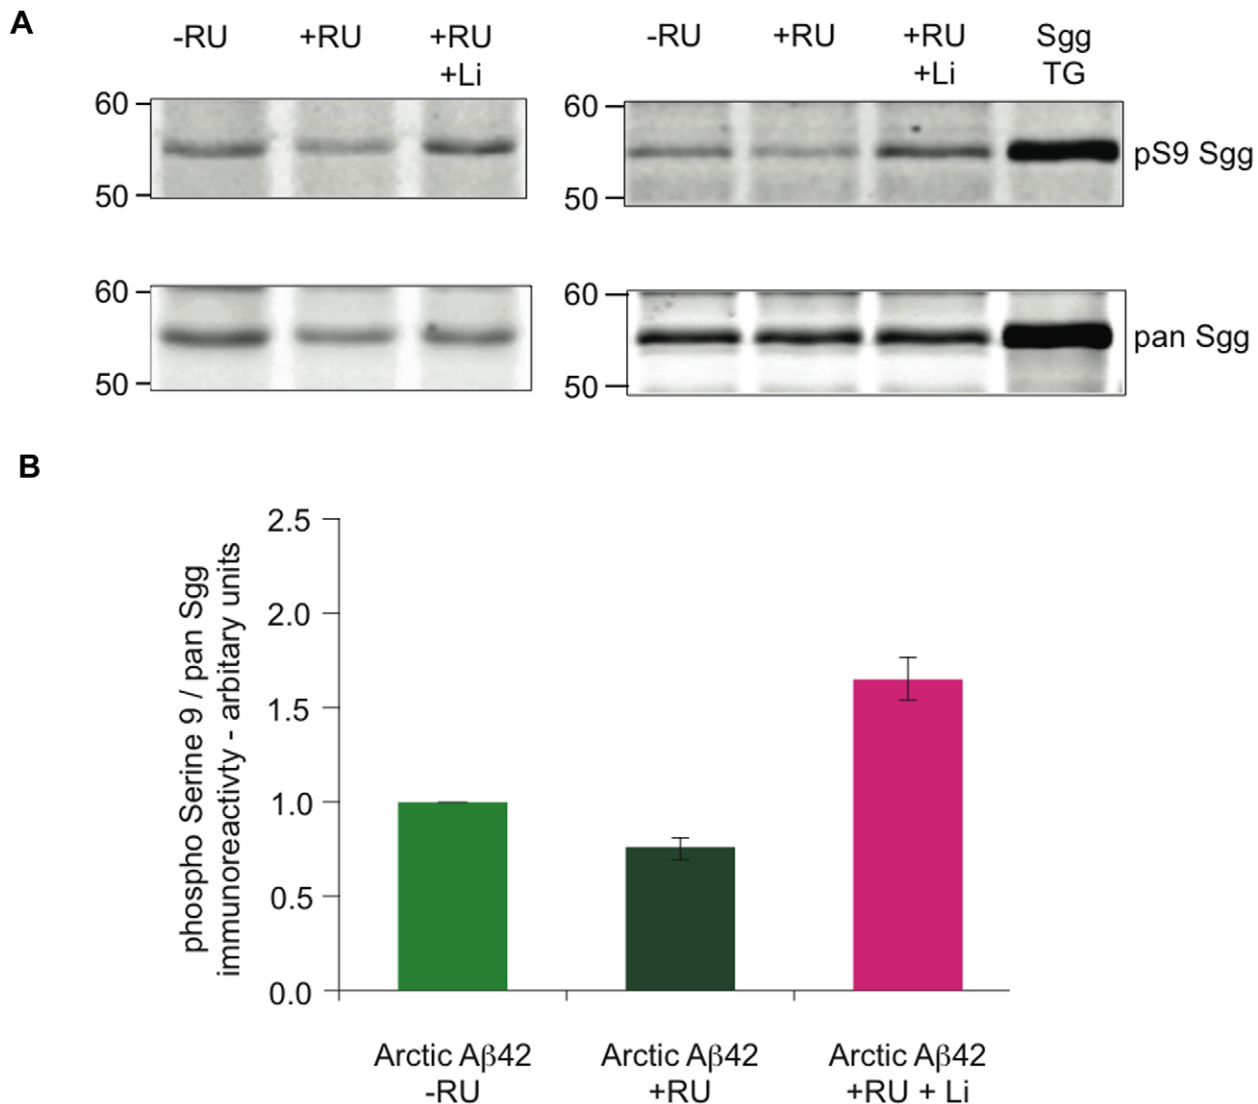 A
-RU +RU +RU -RU +RU +RU Sgg
+Li +Li TG
60 60
pS9 Sgg
50 50
60 60
pan Sgg
50 50
B
phospho Serine 9 / pan Sgg
immunoreactivty - arbitary units
2.5
2.0
1.5
1.0
0.5
0.0
Arctic Aβ42 Arctic Aβ42 Arctic Aβ42
-RU +RU +RU + Li